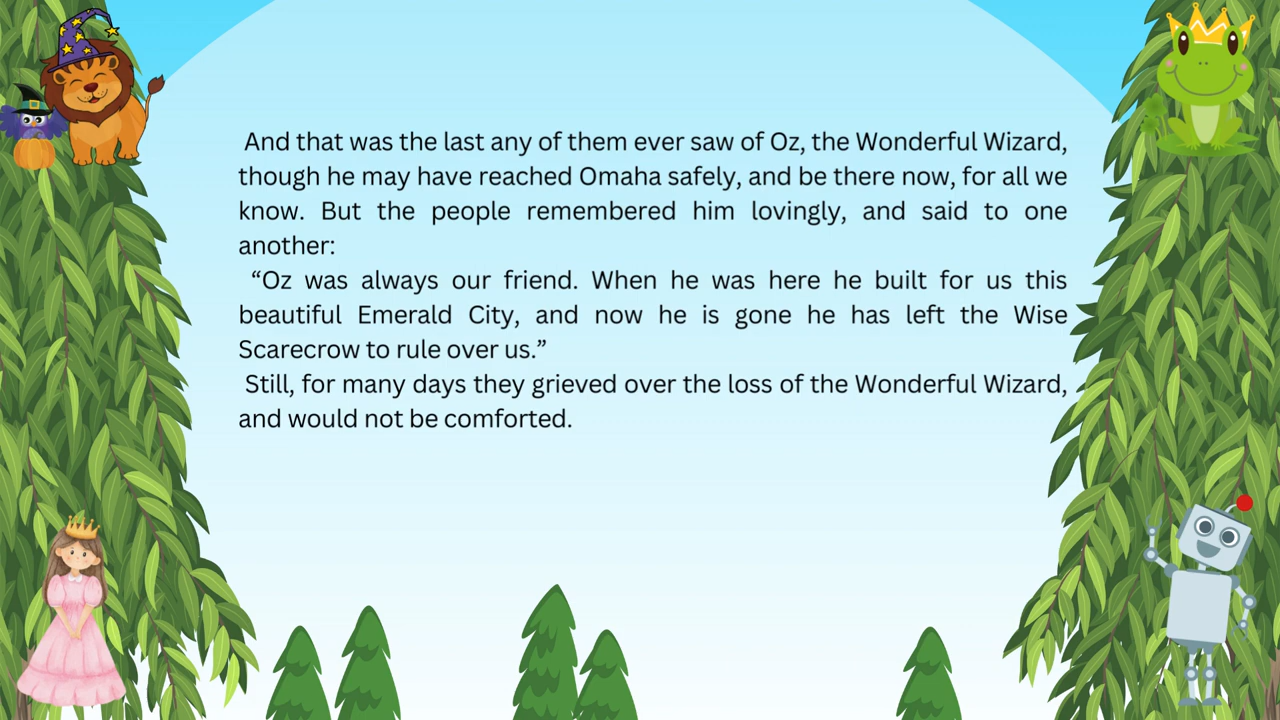 And that was the last any of them ever saw of Oz, the Wonderful Wizard,
though he may have reached Omaha safely, and be there now, for all we
know. But the people remembered him lovingly, and said to one
another:
“Oz was always our friend. When he was here he built for us this
beautiful Emerald City, and now he is gone he has left the Wise
Scarecrow to rule over us.”
Still, for many days they grieved over the loss of the Wonderful Wizard,
and would not be comforted.